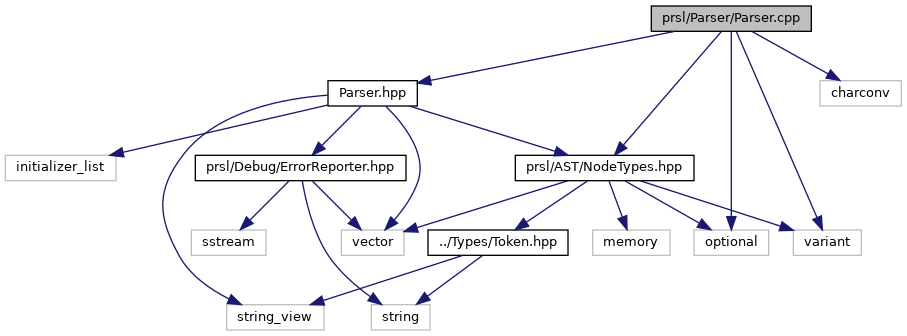 prsl/Parser/Parser.cpp
Parser.hpp
charconv
initializer_list
prsl/Debug/ErrorReporter.hpp
prsl/AST/NodeTypes.hpp
sstream
vector
../Types/Token.hpp
memory
optional
variant
string_view
string